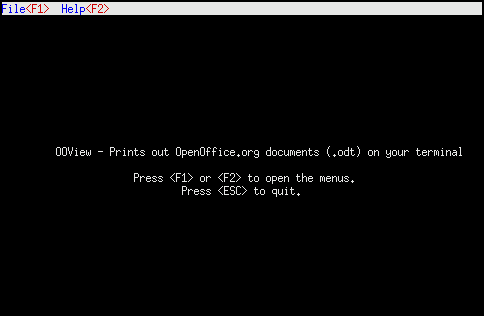 File<F1>  Help<F2>
OOView - Prints out OpenOffice.org documents (.odt) on your terminal
Press <F1> or <F2> to open the menus.
Press <ESC> to quit.